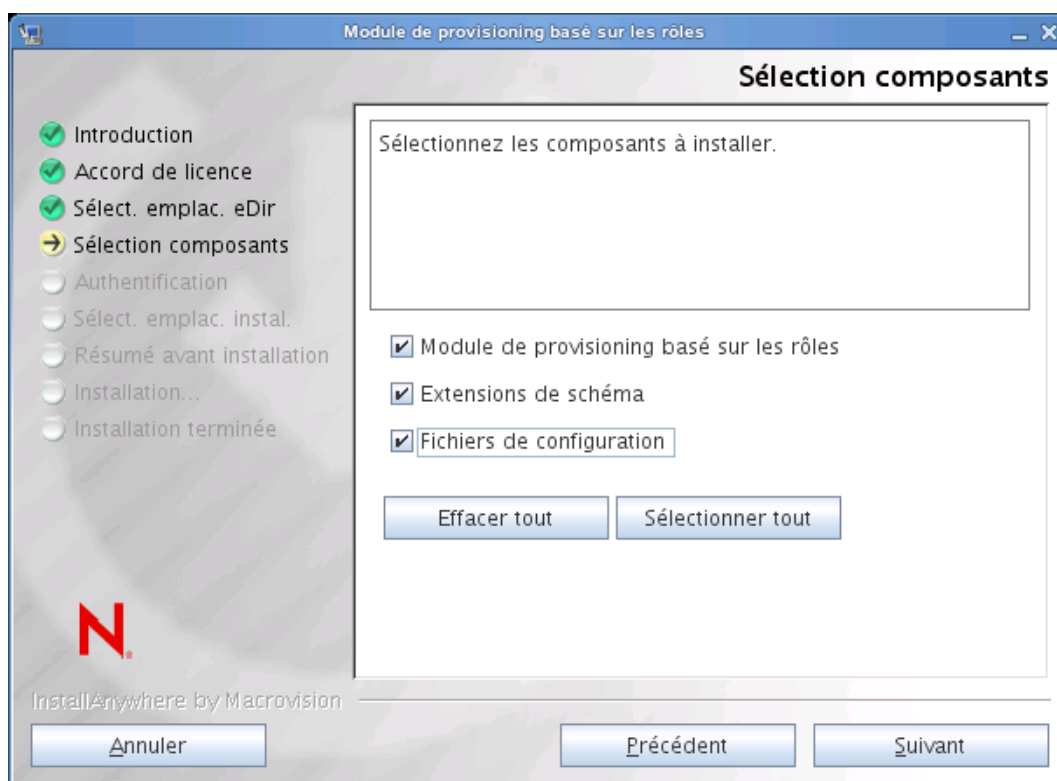 Module de provisioning basé sur les rôles
Sélection composants
Introduction
Accord de licence
Sélect. emplac. eDir
Sélection composants
Authentification
Sélect. emplac. instal.
Résumé avant installation
Installation...
Installation terminée
Sélectionnez les composants à installer.
Module de provisioning basé sur les rôles
Extensions de schéma
Fichiers de configuration
Effacer tout
Sélectionner tout
N
InstallAnywhere by Macrovision
Annuler
Précédent
Suivant